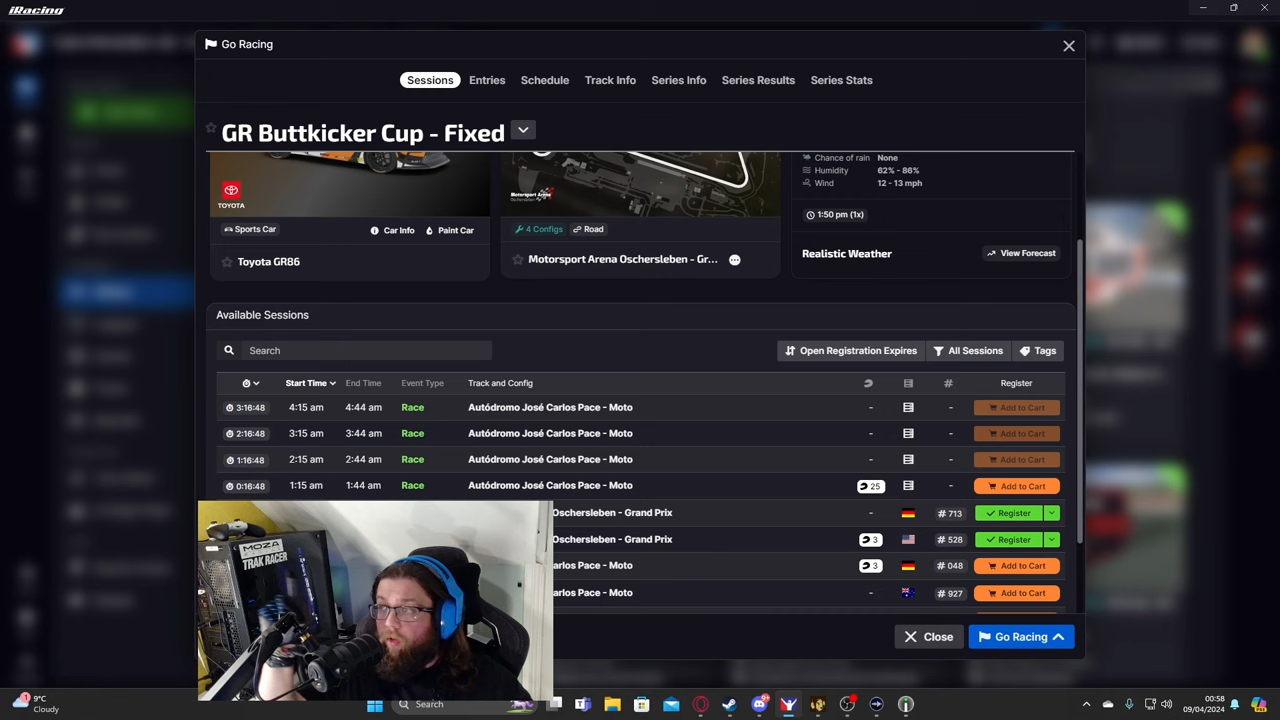 iRacing
Go Racing
Sessions Entries Schedule Track Info Series Info Series Results Series Stats
GR Buttkicker Cup - Fixed
Chance of rain None
Humidity 62% - 86%
Wind 12 - 13 mph
TOYOTA
Motorsport Arena
Oschersleben
1:50 pm (1x)
Sports Car Car Info Paint Car
4 Configs Road
Realistic Weather View Forecast
Toyota GR86
Motorsport Arena Oschersleben - Gr...
Available Sessions
Search Open Registration Expires All Sessions Tags
Start Time End Time Event Type Track and Config # Register
3:16:48 4:15 am 4:44 am Race Autódromo José Carlos Pace - Moto - - Add to Cart
2:16:48 3:15 am 3:44 am Race Autódromo José Carlos Pace - Moto - - Add to Cart
1:16:48 2:15 am 2:44 am Race Autódromo José Carlos Pace - Moto - - Add to Cart
0:16:48 1:15 am 1:44 am Race Autódromo José Carlos Pace - Moto 25 - Add to Cart
Oschersleben - Grand Prix - # 713 Register
Oschersleben - Grand Prix 3 # 528 Register
Carlos Pace - Moto 3 # 048 Add to Cart
Carlos Pace - Moto - # 927 Add to Cart
MOZA
TRAK RACER
Close Go Racing
1 9°C
Cloudy
Search
9+
00:58
09/04/2024